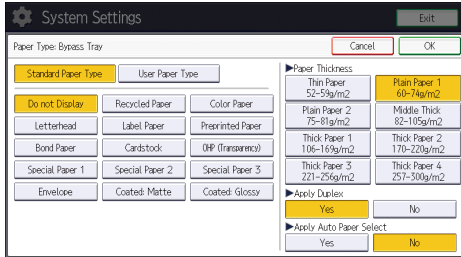 System Settings
Exit
Paper Type: Bypass Tray
Cancel
OK
Standard Paper Type
User Paper Type
Do not Display
Recycled Paper
Color Paper
Letterhead
Label Paper
Preprinted Paper
Bond Paper
Cardstock
OHP (Transparency)
Special Paper 1
Special Paper 2
Special Paper 3
Envelope
Coated: Matte
Coated: Glossy
▶Paper Thickness
Thin Paper
52-59g/m2
Plain Paper 1
60-74g/m2
Plain Paper 2
75-81g/m2
Middle Thick
82-105g/m2
Thick Paper 1
106-169g/m2
Thick Paper 2
170-220g/m2
Thick Paper 3
221-256g/m2
Thick Paper 4
257-300g/m2
▶Apply Duplex
Yes
No
▶Apply Auto Paper Select
Yes
No